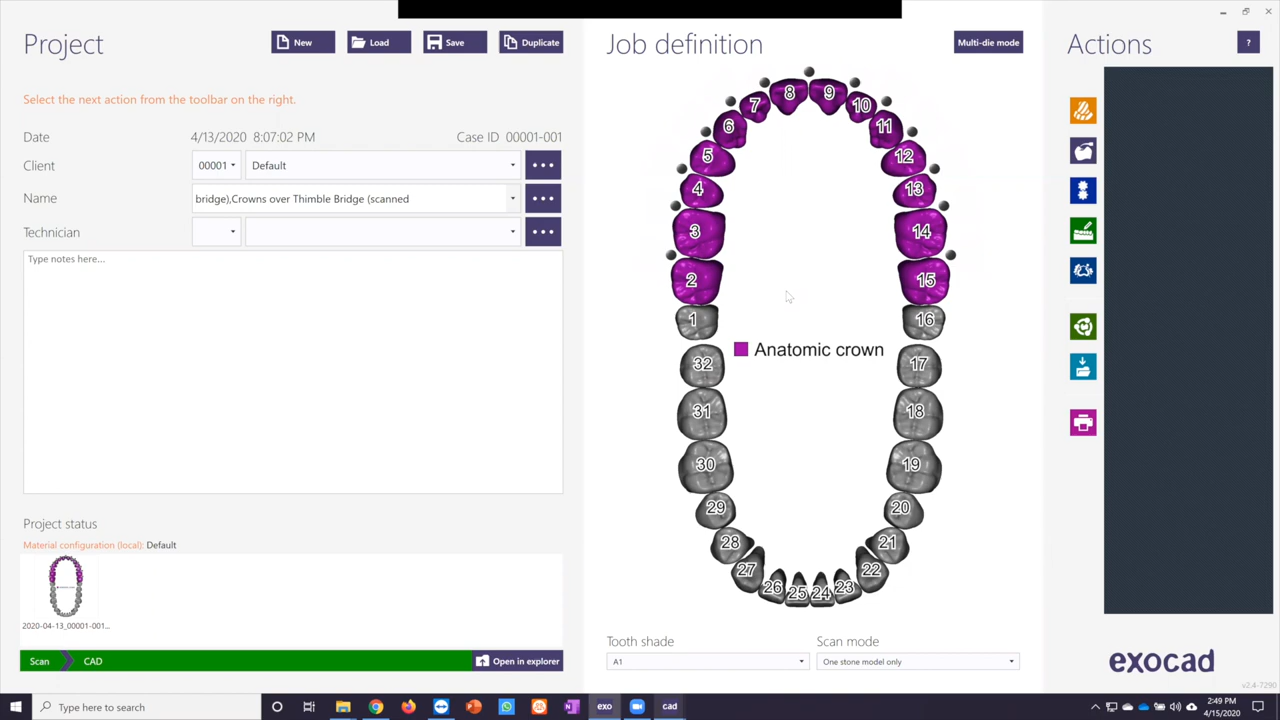 Project
New
Load
Save
Duplicate
Select the next action from the toolbar on the right.
Date
4/13/2020 8:07:02 PM
Case ID 00001-001
Client
00001
Default
Name
bridge),Crowns over Thimble Bridge (scanned
Technician
Type notes here...
Project status
Material configuration (local): Default
2020-04-13_00001-001...
Scan
CAD
Open in explorer
Job definition
Multi-die mode
8
9
7
10
6
11
5
12
4
13
3
14
2
15
1
16
Anatomic crown
32
17
31
18
30
19
29
20
28
21
27
22
26
25
24
23
Tooth shade
A1
Scan mode
One stone model only
Actions
?
exocad
v2.4-7290
Type here to search
exo
cad
2:49 PM
4/15/2020